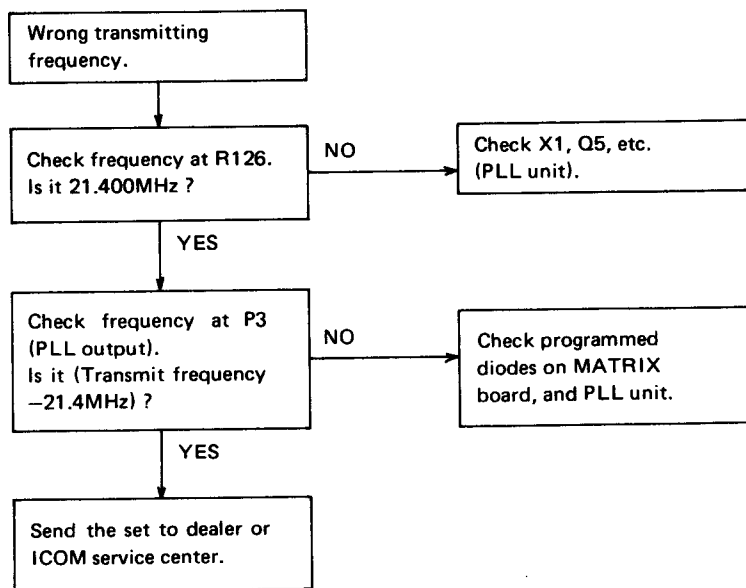 Wrong transmitting
frequency.
Check frequency at R126.
Is it 21.400MHz ?
NO
Check X1, Q5, etc.
(PLL unit).
YES
Check frequency at P3
(PLL output).
Is it (Transmit frequency
−21.4MHz) ?
NO
Check programmed
diodes on MATRIX
board, and PLL unit.
YES
Send the set to dealer or
ICOM service center.